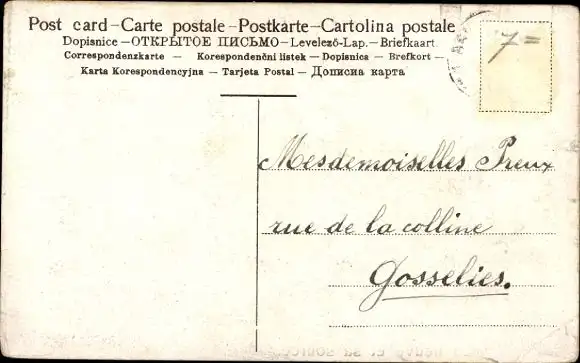 Post card – Carte postale – Postkarte – Cartolina postale
Dopisnice – ОТКРЫТОЕ ПИСЬМО – Levelező-Lap. – Briefkaart
Correspondenzkarte – Korespondenční listek – Dopisnica – Brefkort –
Karta Korespondencyjna – Tarjeta Postal – Дописна карта
7 =
Mesdemoiselles Preux
rue de la colline
Gosselies.